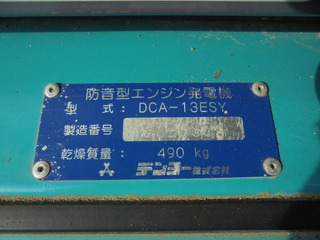 防音型エンジン発電機
型 式 : DCA-13ESY
製造番号
乾燥質量 : 490 kg
デンヨー株式会社